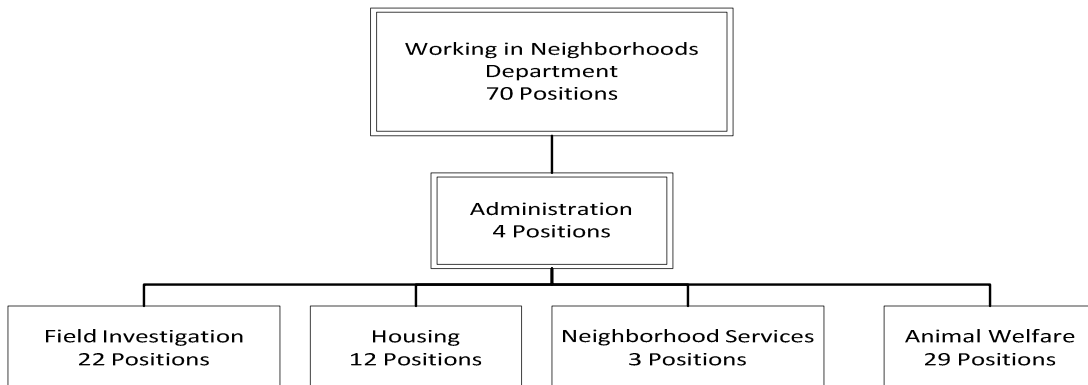 Working in Neighborhoods
Department
70 Positions
Administration
4 Positions
Field Investigation
22 Positions
Housing
12 Positions
Neighborhood Services
3 Positions
Animal Welfare
29 Positions